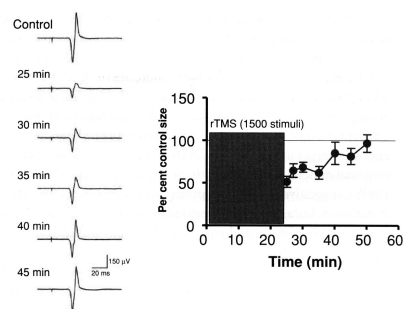 Control
25 min
30 min
35 min
40 min
150 µV
20 ms
45 min
Per cent control size
150
100
50
0
rTMS (1500 stimuli)
0 10 20 30 40 50 60
Time (min)